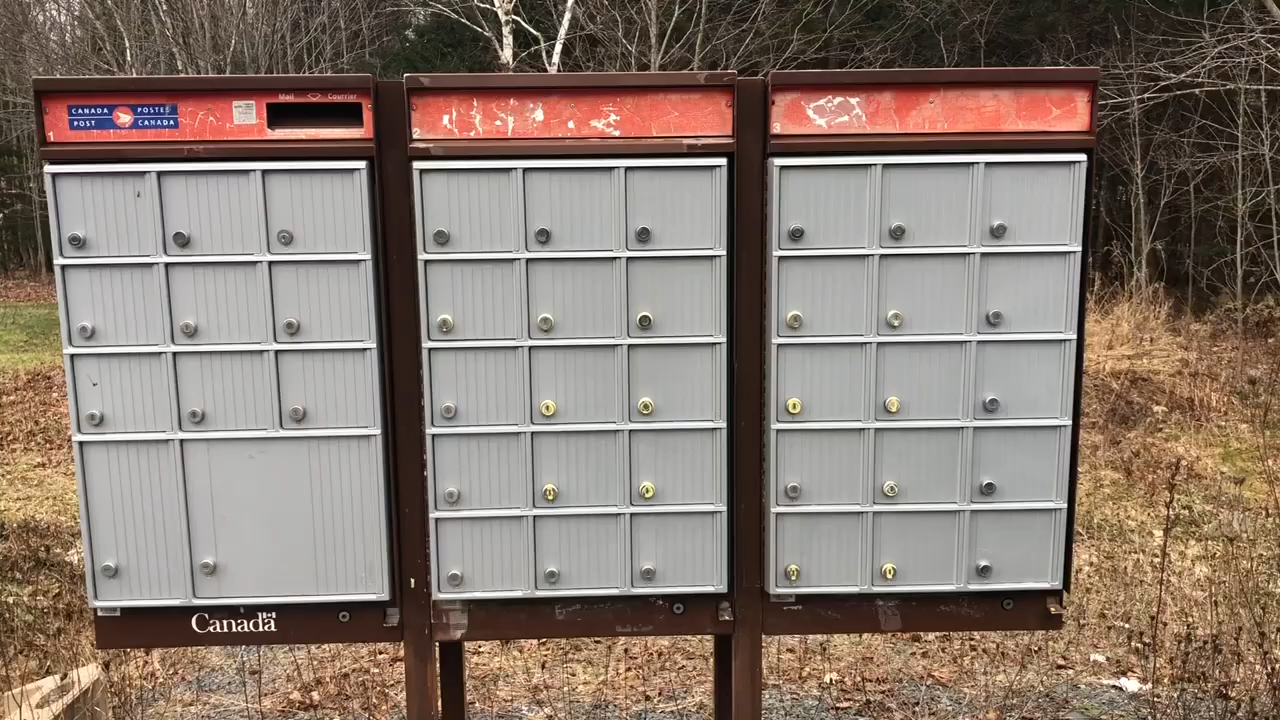 CANADA POSTES
POST CANADA
Mail Courrier
1
2
3
Canada